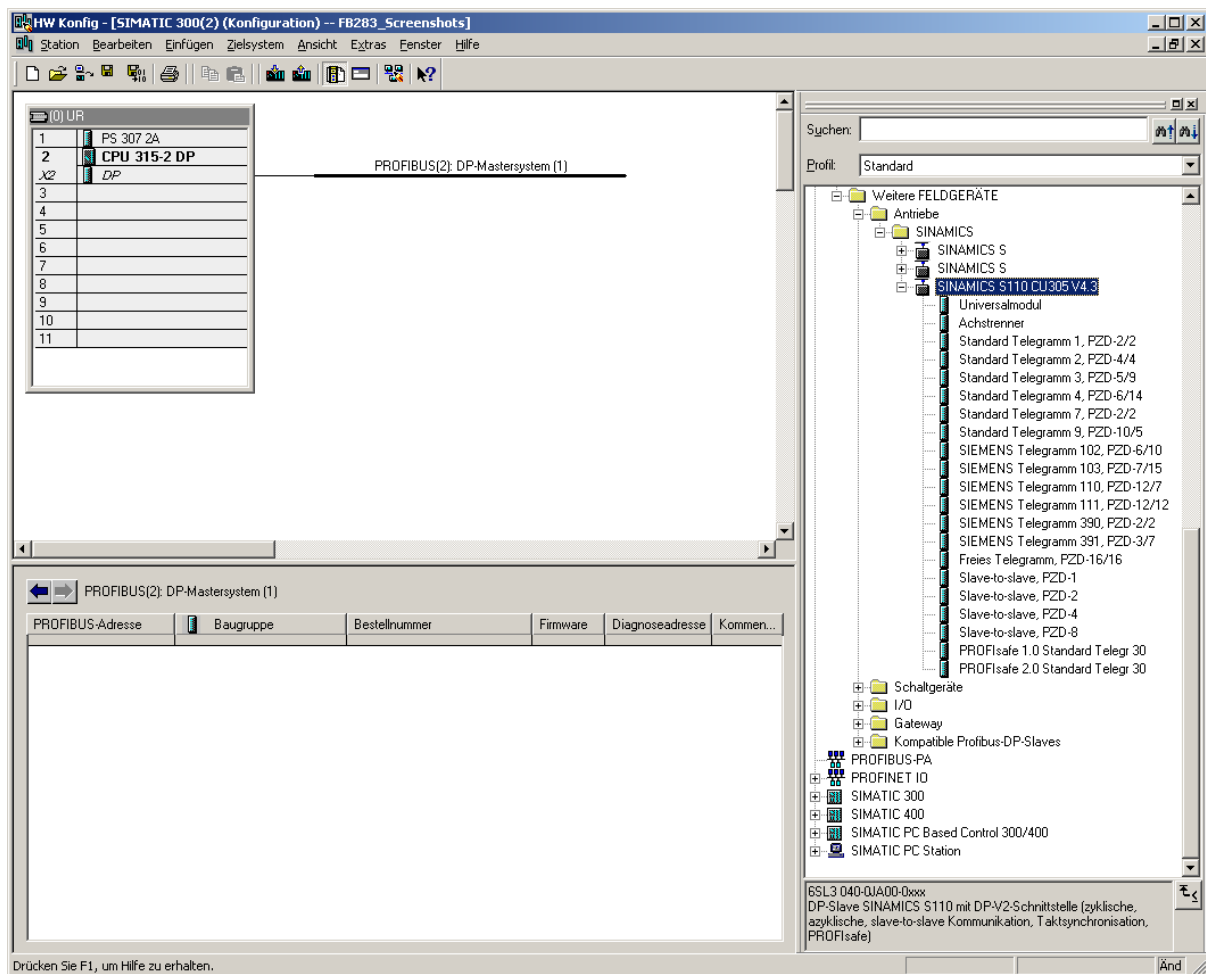 HW Konfig - [SIMATIC 300(2) (Konfiguration) -- FB283_Screenshots]
Station Bearbeiten Einfügen Zielsystem Ansicht Extras Fenster Hilfe
(0) UR
1 PS 307 2A
2 CPU 315-2 DP
X2 DP
3
4
5
6
7
8
9
10
11
PROFIBUS(2): DP-Mastersystem (1)
PROFIBUS(2): DP-Mastersystem (1)
PROFIBUS-Adresse Baugruppe Bestellnummer Firmware Diagnoseadresse Kommen...
Suchen:
Profil: Standard
Weitere FELDGERÄTE
Antriebe
SINAMICS
SINAMICS S
SINAMICS S
SINAMICS S110 CU305 V4.3
Universalmodul
Achstrenner
Standard Telegramm 1, PZD-2/2
Standard Telegramm 2, PZD-4/4
Standard Telegramm 3, PZD-5/9
Standard Telegramm 4, PZD-6/14
Standard Telegramm 7, PZD-2/2
Standard Telegramm 9, PZD-10/5
SIEMENS Telegramm 102, PZD-6/10
SIEMENS Telegramm 103, PZD-7/15
SIEMENS Telegramm 110, PZD-12/7
SIEMENS Telegramm 111, PZD-12/12
SIEMENS Telegramm 390, PZD-2/2
SIEMENS Telegramm 391, PZD-3/7
Freies Telegramm, PZD-16/16
Slave-to-slave, PZD-1
Slave-to-slave, PZD-2
Slave-to-slave, PZD-4
Slave-to-slave, PZD-8
PROFIsafe 1.0 Standard Telegr 30
PROFIsafe 2.0 Standard Telegr 30
Schaltgeräte
I/O
Gateway
Kompatible Profibus-DP-Slaves
PROFIBUS-PA
PROFINET IO
SIMATIC 300
SIMATIC 400
SIMATIC PC Based Control 300/400
SIMATIC PC Station
6SL3 040-0JA00-0xxx
DP-Slave SINAMICS S110 mit DP-V2-Schnittstelle (zyklische,
azyklische, slave-to-slave Kommunikation, Taktsynchronisation,
PROFIsafe)
Drücken Sie F1, um Hilfe zu erhalten.
Änd